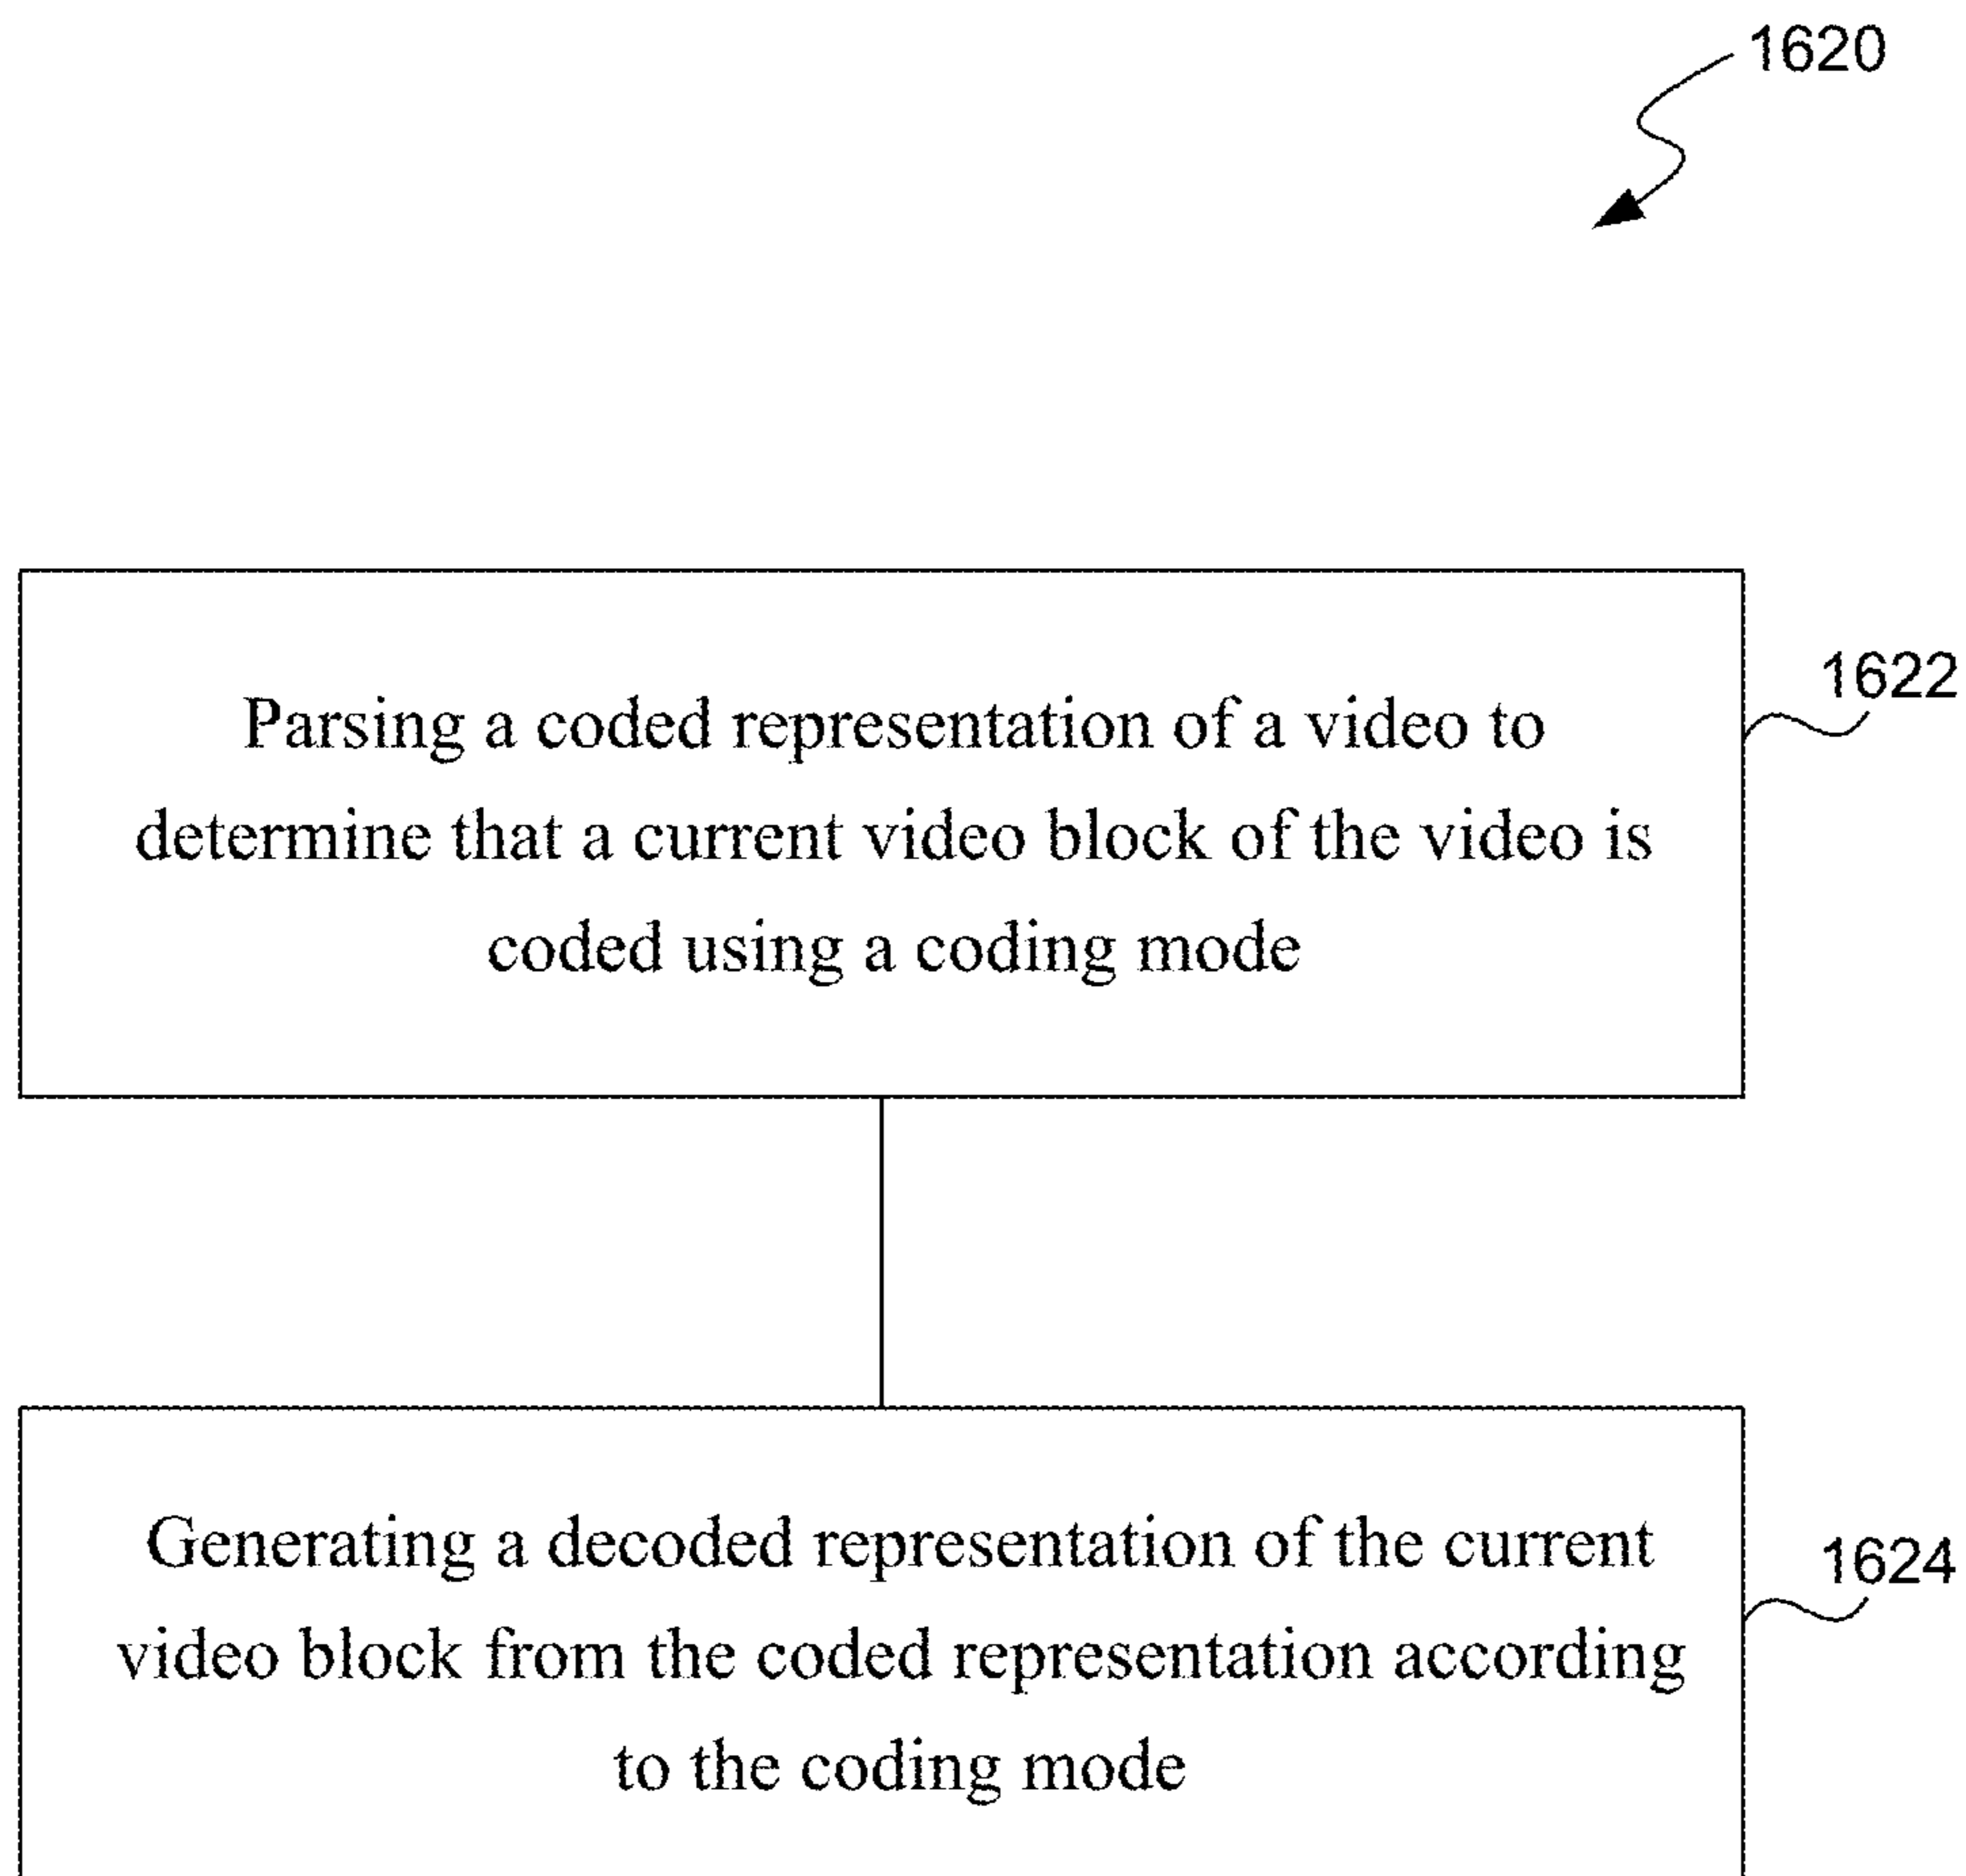 1620
1622
Parsing a coded representation of a video to
determine that a current video block of the video is
coded using a coding mode
1624
Generating a decoded representation of the current
video block from the coded representation according
to the coding mode